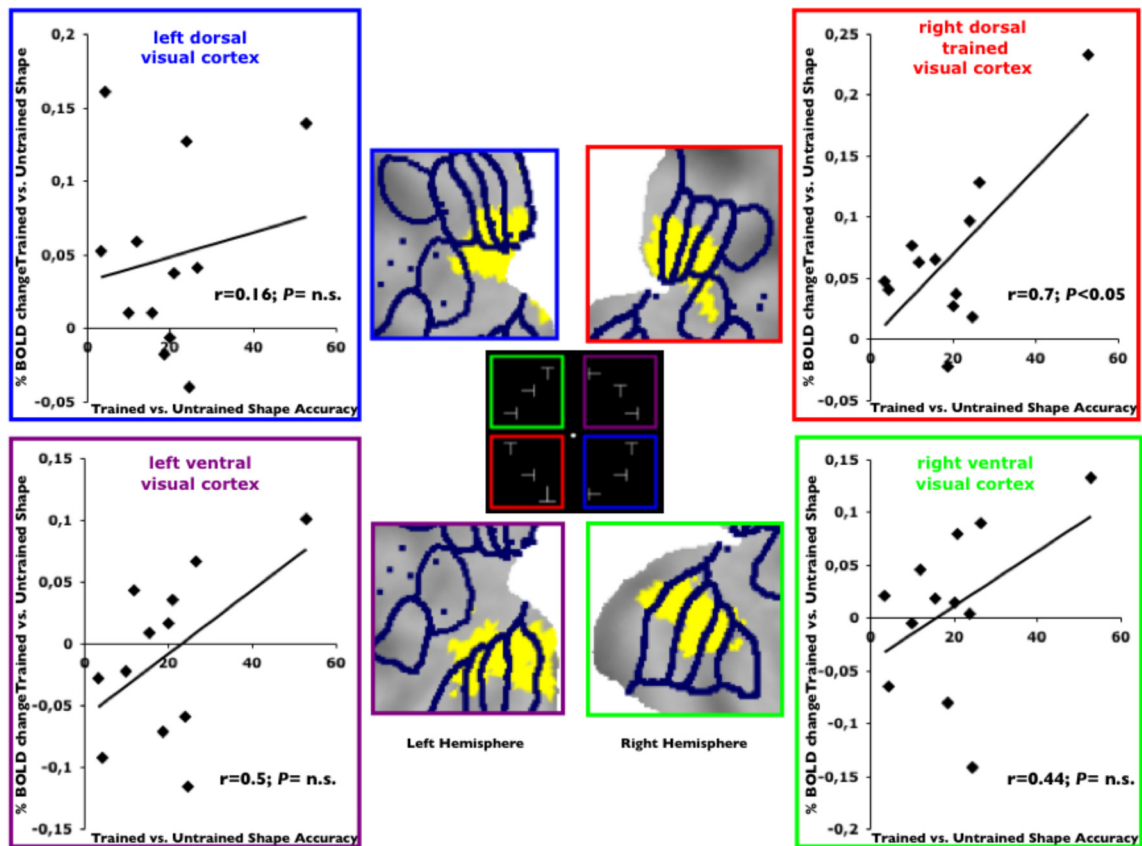 left dorsal
visual cortex
% BOLD changeTrained vs. Untrained Shape
0,2
0,15
0,1
0,05
0
-0,05
0
20
40
60
r=0.16; P= n.s.
Trained vs. Untrained Shape Accuracy
right dorsal
trained
visual cortex
% BOLD changeTrained vs. Untrained Shape
0,25
0,2
0,15
0,1
0,05
0
-0,05
0
20
40
60
r=0.7; P<0.05
Trained vs. Untrained Shape Accuracy
left ventral
visual cortex
% BOLD changeTrained vs. Untrained Shape
0,15
0,1
0,05
0
-0,05
-0,1
-0,15
0
20
40
60
r=0.5; P= n.s.
Trained vs. Untrained Shape Accuracy
Left Hemisphere
Right Hemisphere
right ventral
visual cortex
% BOLD changeTrained vs. Untrained Shape
0,15
0,1
0,05
0
-0,05
-0,1
-0,15
-0,2
0
20
40
60
r=0.44; P= n.s.
Trained vs. Untrained Shape Accuracy